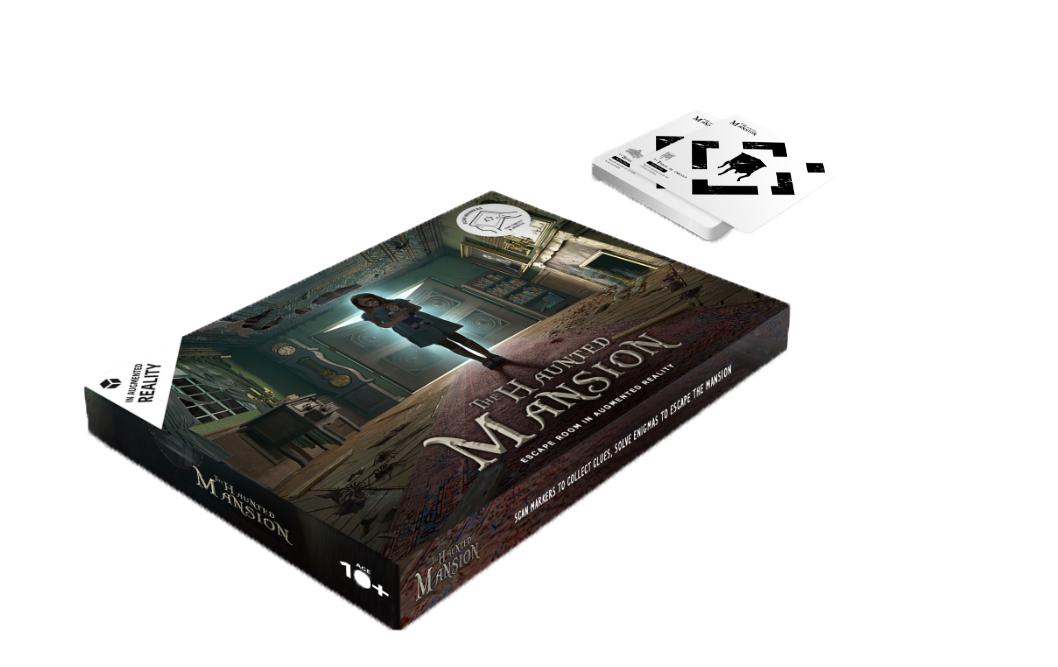 THE HAUNTED
MANSION
ESCAPE ROOM IN AUGMENTED REALITY
IN AUGMENTED
REALITY
SCAN MARKERS TO COLLECT CLUES, SOLVE ENIGMAS TO ESCAPE THE MANSION
THE HAUNTED
MANSION
AGE
10+
THE HAUNTED
MANSION
MANSION